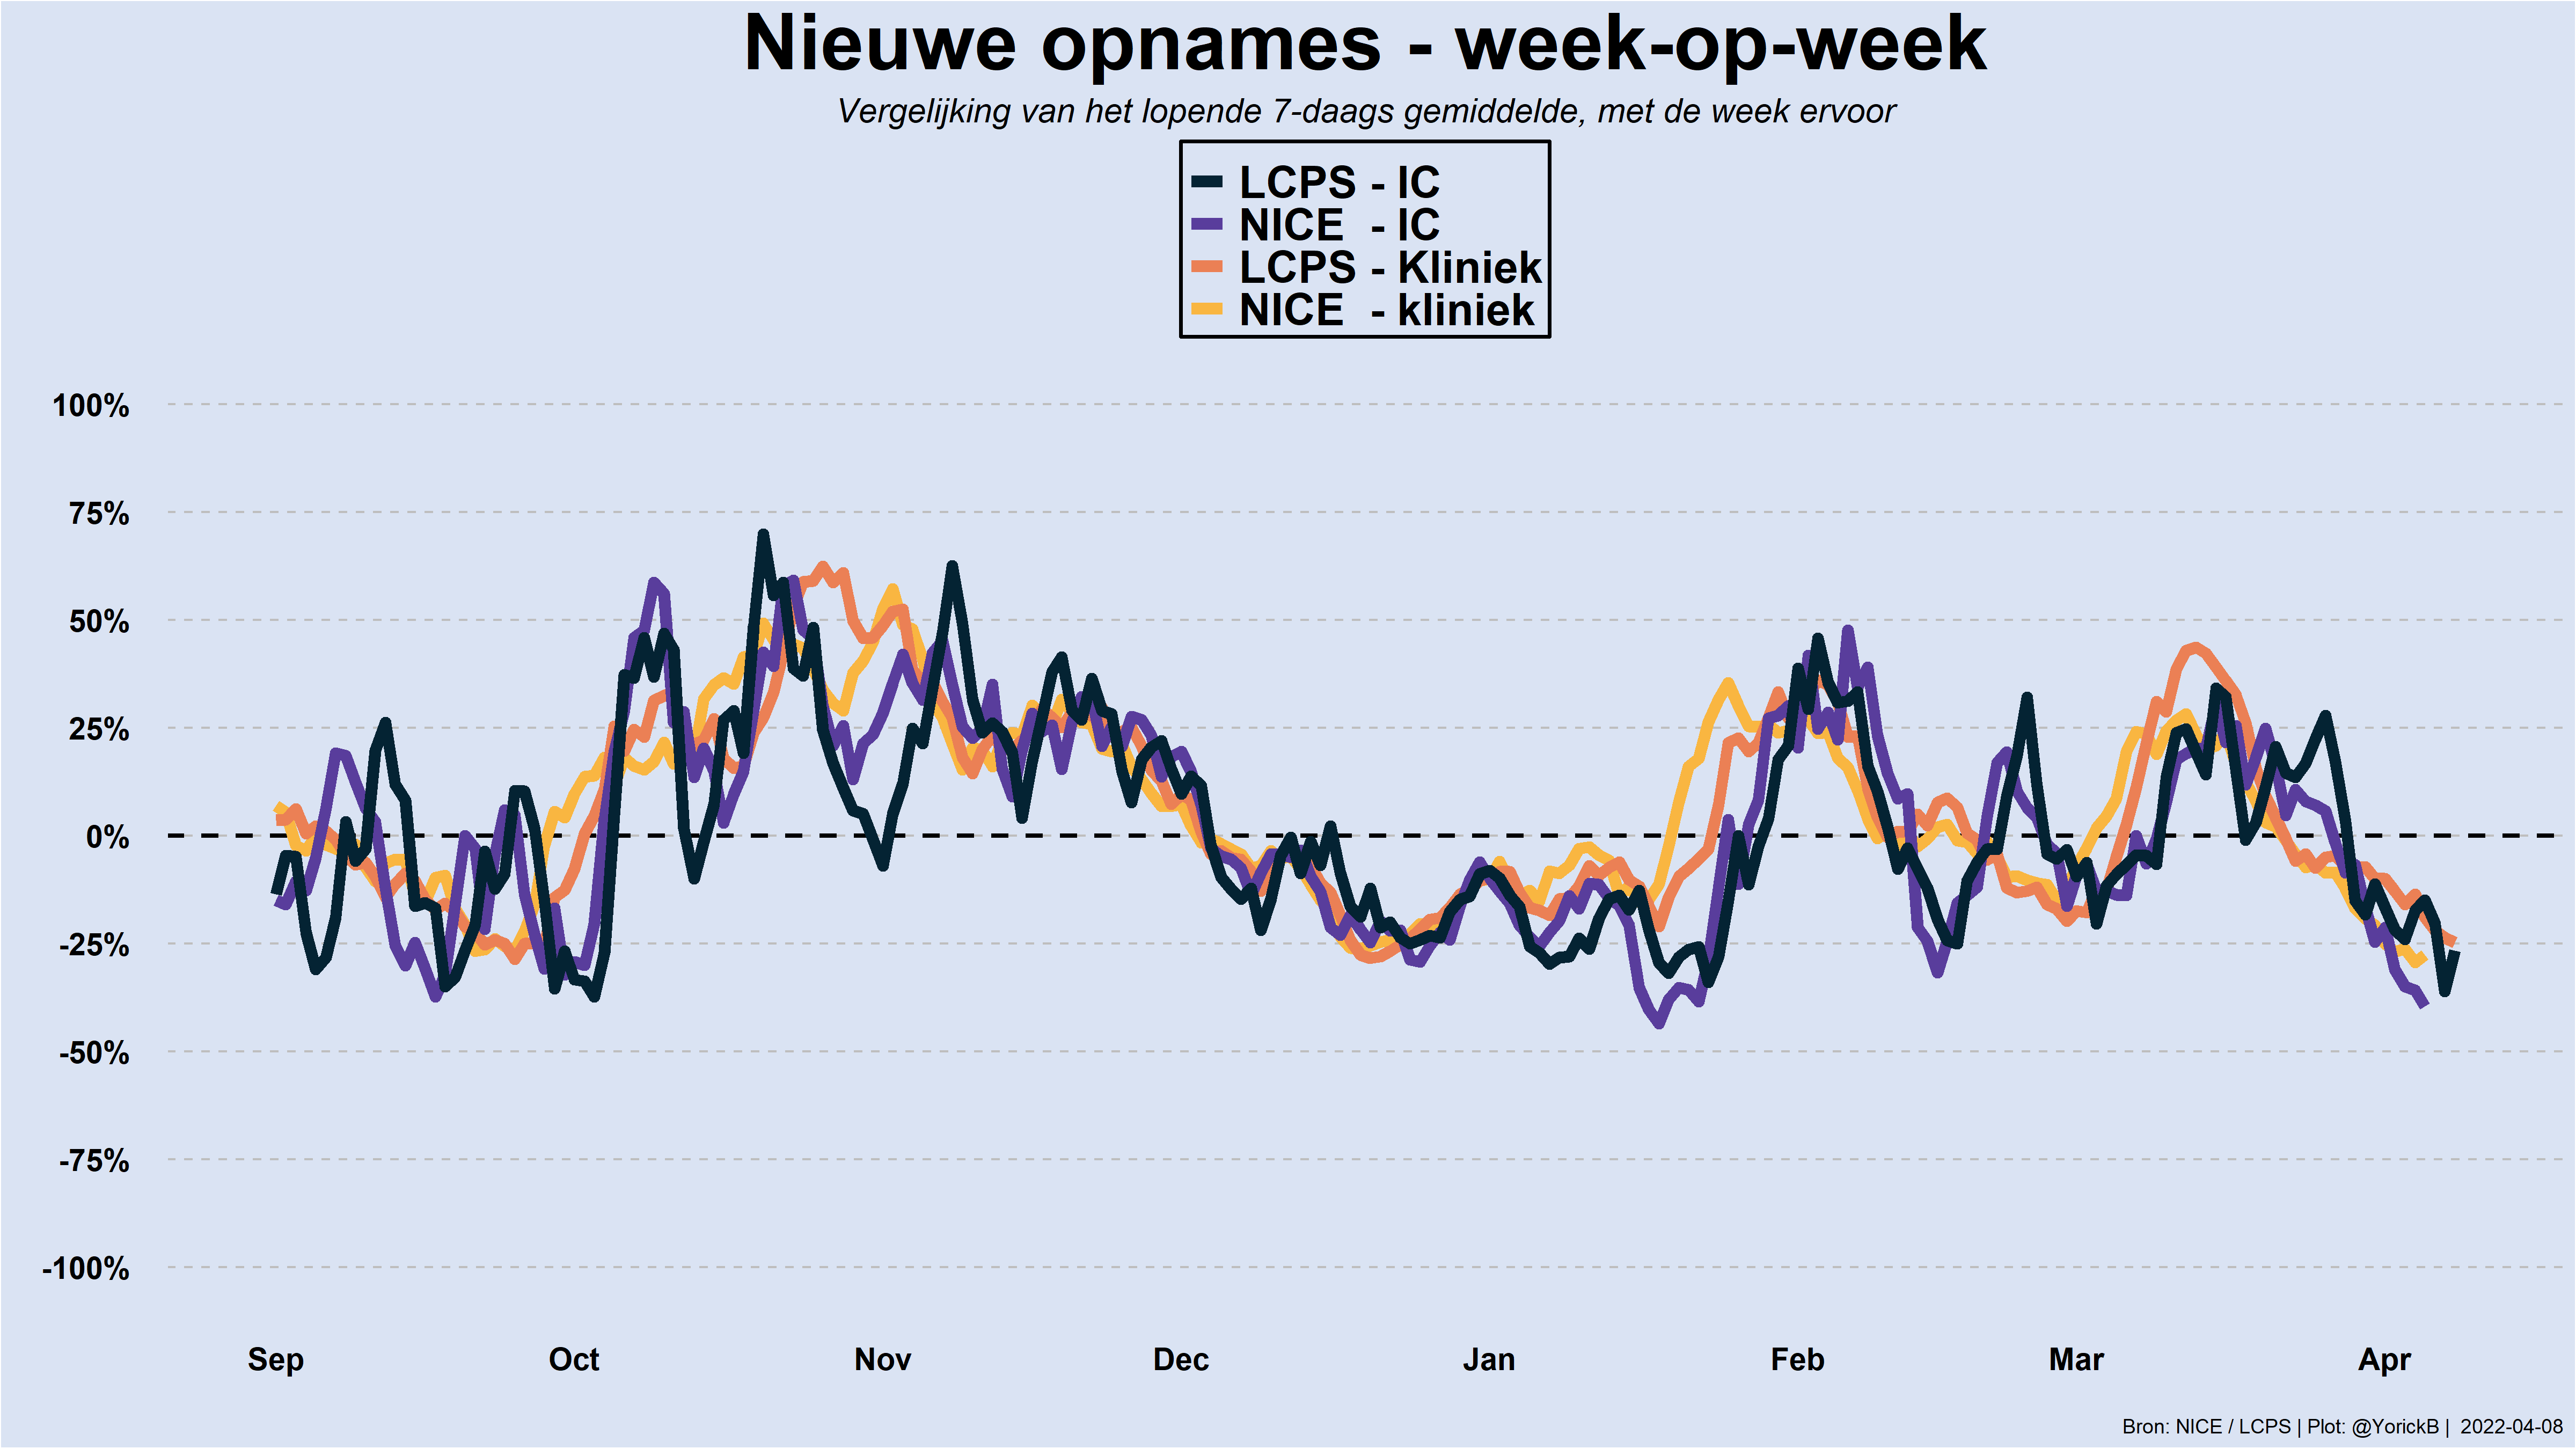 Nieuwe opnames - week-op-week
Vergelijking van het lopende 7-daags gemiddelde, met de week ervoor
LCPS - IC
NICE - IC
LCPS - Kliniek
NICE - kliniek
100%
75%
50%
25%
0%
-25%
-50%
-75%
-100%
Sep Oct Nov Dec Jan Feb Mar Apr
Bron: NICE / LCPS | Plot: @YorickB | 2022-04-08